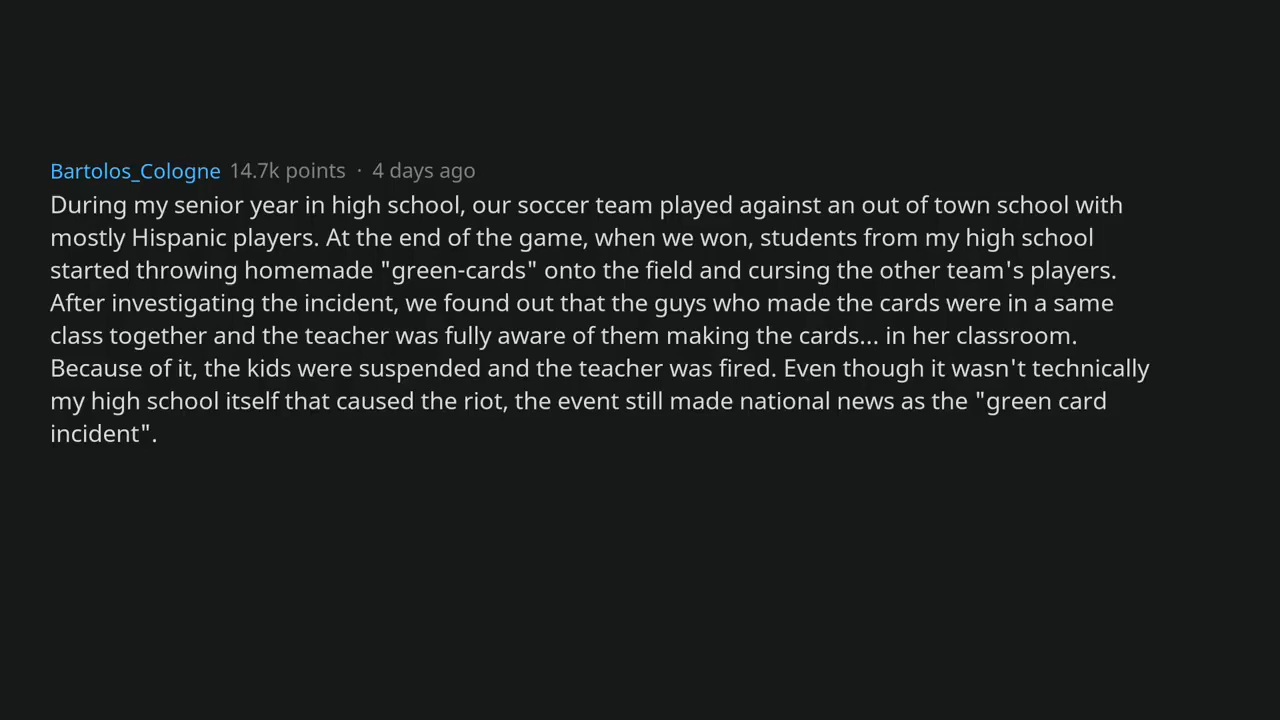 Bartolos_Cologne 14.7k points · 4 days ago
During my senior year in high school, our soccer team played against an out of town school with
mostly Hispanic players. At the end of the game, when we won, students from my high school
started throwing homemade "green-cards" onto the field and cursing the other team's players.
After investigating the incident, we found out that the guys who made the cards were in a same
class together and the teacher was fully aware of them making the cards... in her classroom.
Because of it, the kids were suspended and the teacher was fired. Even though it wasn't technically
my high school itself that caused the riot, the event still made national news as the "green card
incident".